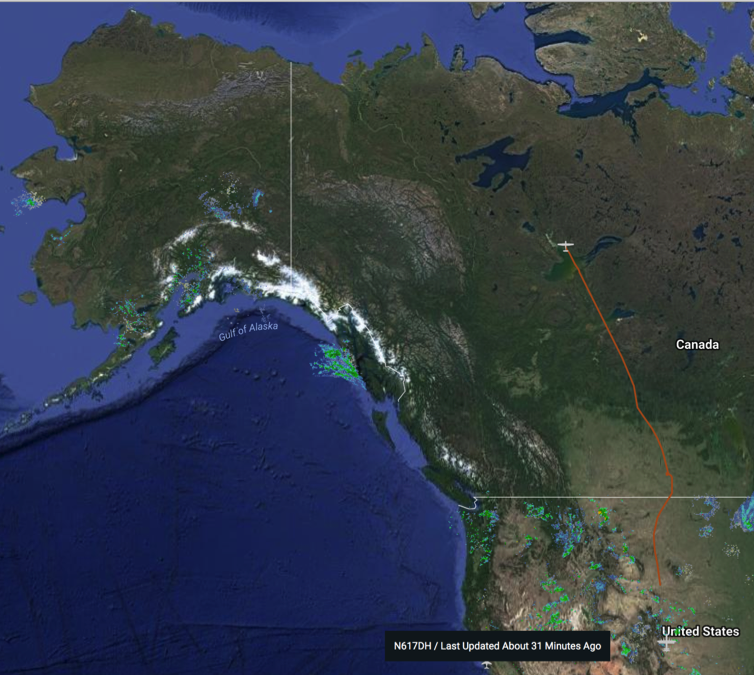 Gulf of Alaska
Canada
United States
N617DH / Last Updated About 31 Minutes Ago